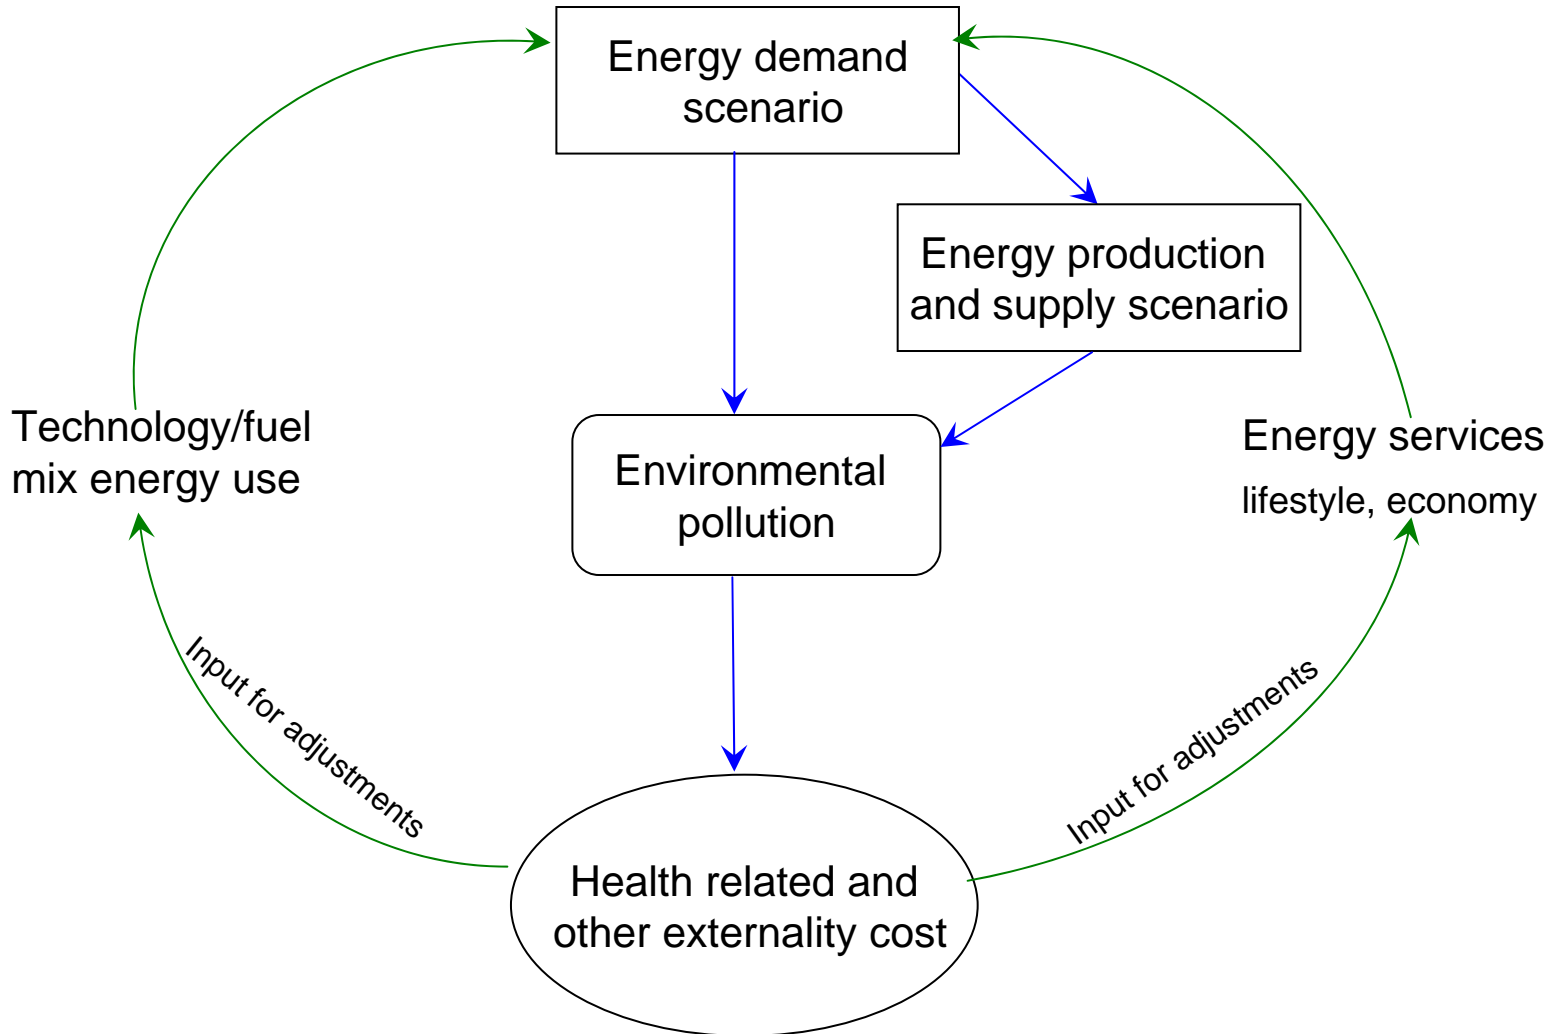 Energy demand
scenario
Energy production
and supply scenario
Technology/fuel
mix energy use
Energy services
lifestyle, economy
Environmental
pollution
Input for adjustments
Input for adjustments
Health related and
other externality cost